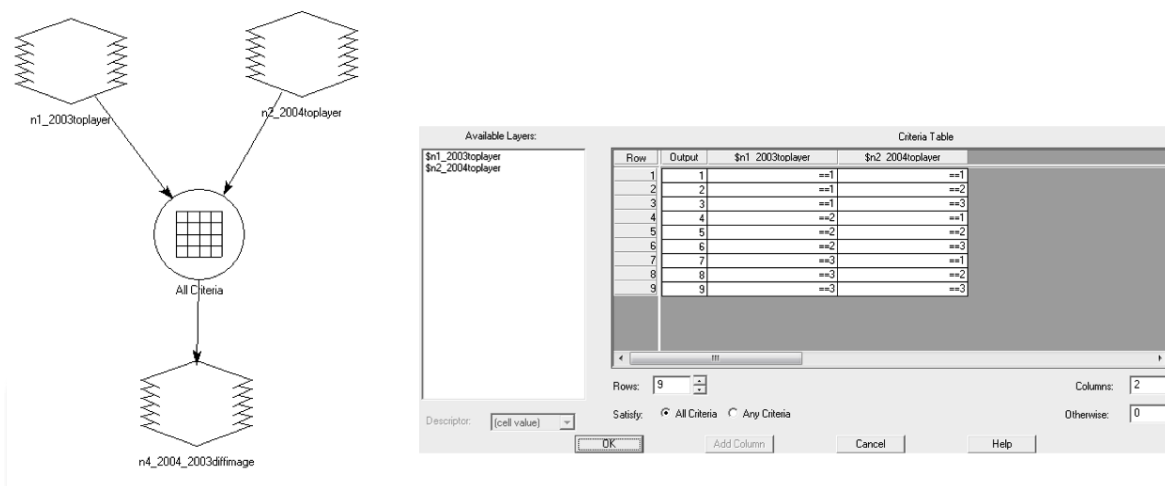 n1_2003toplayer
n2_2004toplayer
All Criteria
n4_2004_2003diffimage
Available Layers:
$n1_2003toplayer
$n2_2004toplayer
Criteria Table
Row Output $n1_2003toplayer $n2_2004toplayer
1 1 ==1 ==1
2 2 ==1 ==2
3 3 ==1 ==3
4 4 ==2 ==1
5 5 ==2 ==2
6 6 ==2 ==3
7 7 ==3 ==1
8 8 ==3 ==2
9 9 ==3 ==3
Rows: 9
Columns: 2
Descriptor: (cell value)
Satisfy: All Criteria Any Criteria
Otherwise: 0
OK Add Column Cancel Help